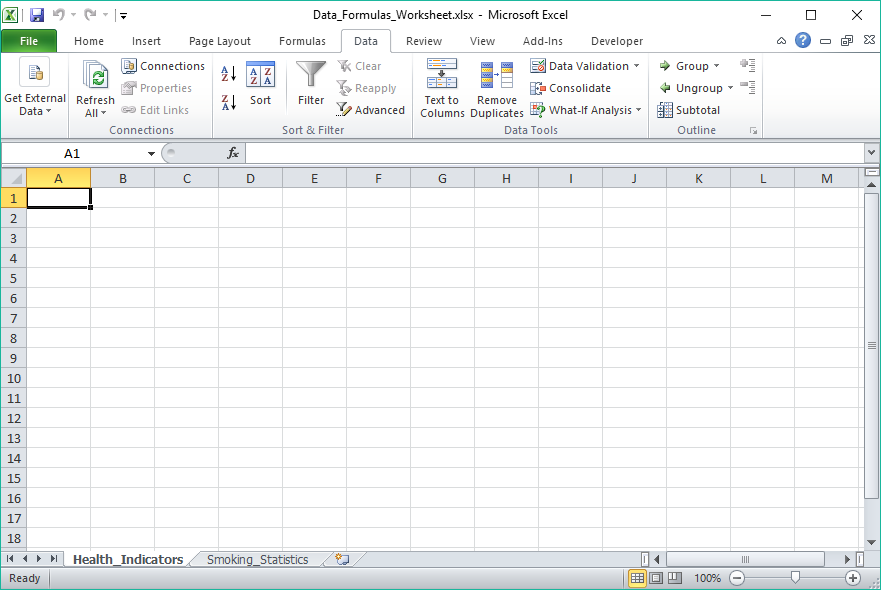 Data_Formulas_Worksheet.xlsx - Microsoft Excel
File Home Insert Page Layout Formulas Data Review View Add-Ins Developer
Get External Data
Refresh All
Connections
Properties
Edit Links
Connections
A Z
Z A
A Z Z A
Sort
Filter
Clear
Reapply
Advanced
Sort & Filter
Text to Columns
Remove Duplicates
Data Validation
Consolidate
What-If Analysis
Data Tools
Group
Ungroup
Subtotal
Outline
A1 fx
A B C D E F G H I J K L M
1
2
3
4
5
6
7
8
9
10
11
12
13
14
15
16
17
18
Health_Indicators Smoking_Statistics
Ready 100%